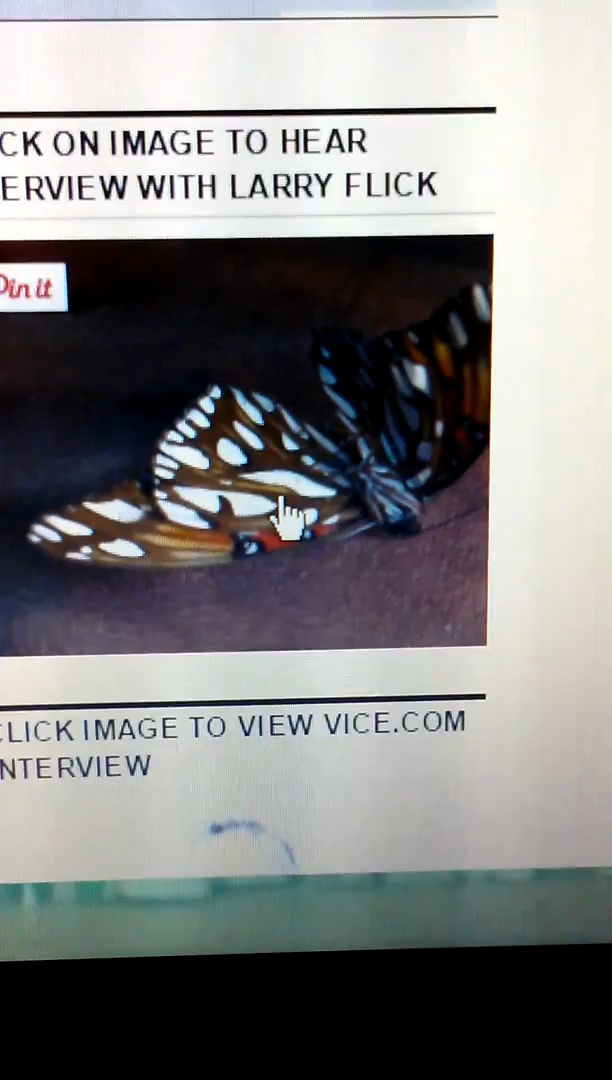 CK ON IMAGE TO HEAR
ERVIEW WITH LARRY FLICK
Pin it
CLICK IMAGE TO VIEW VICE.COM
NTERVIEW